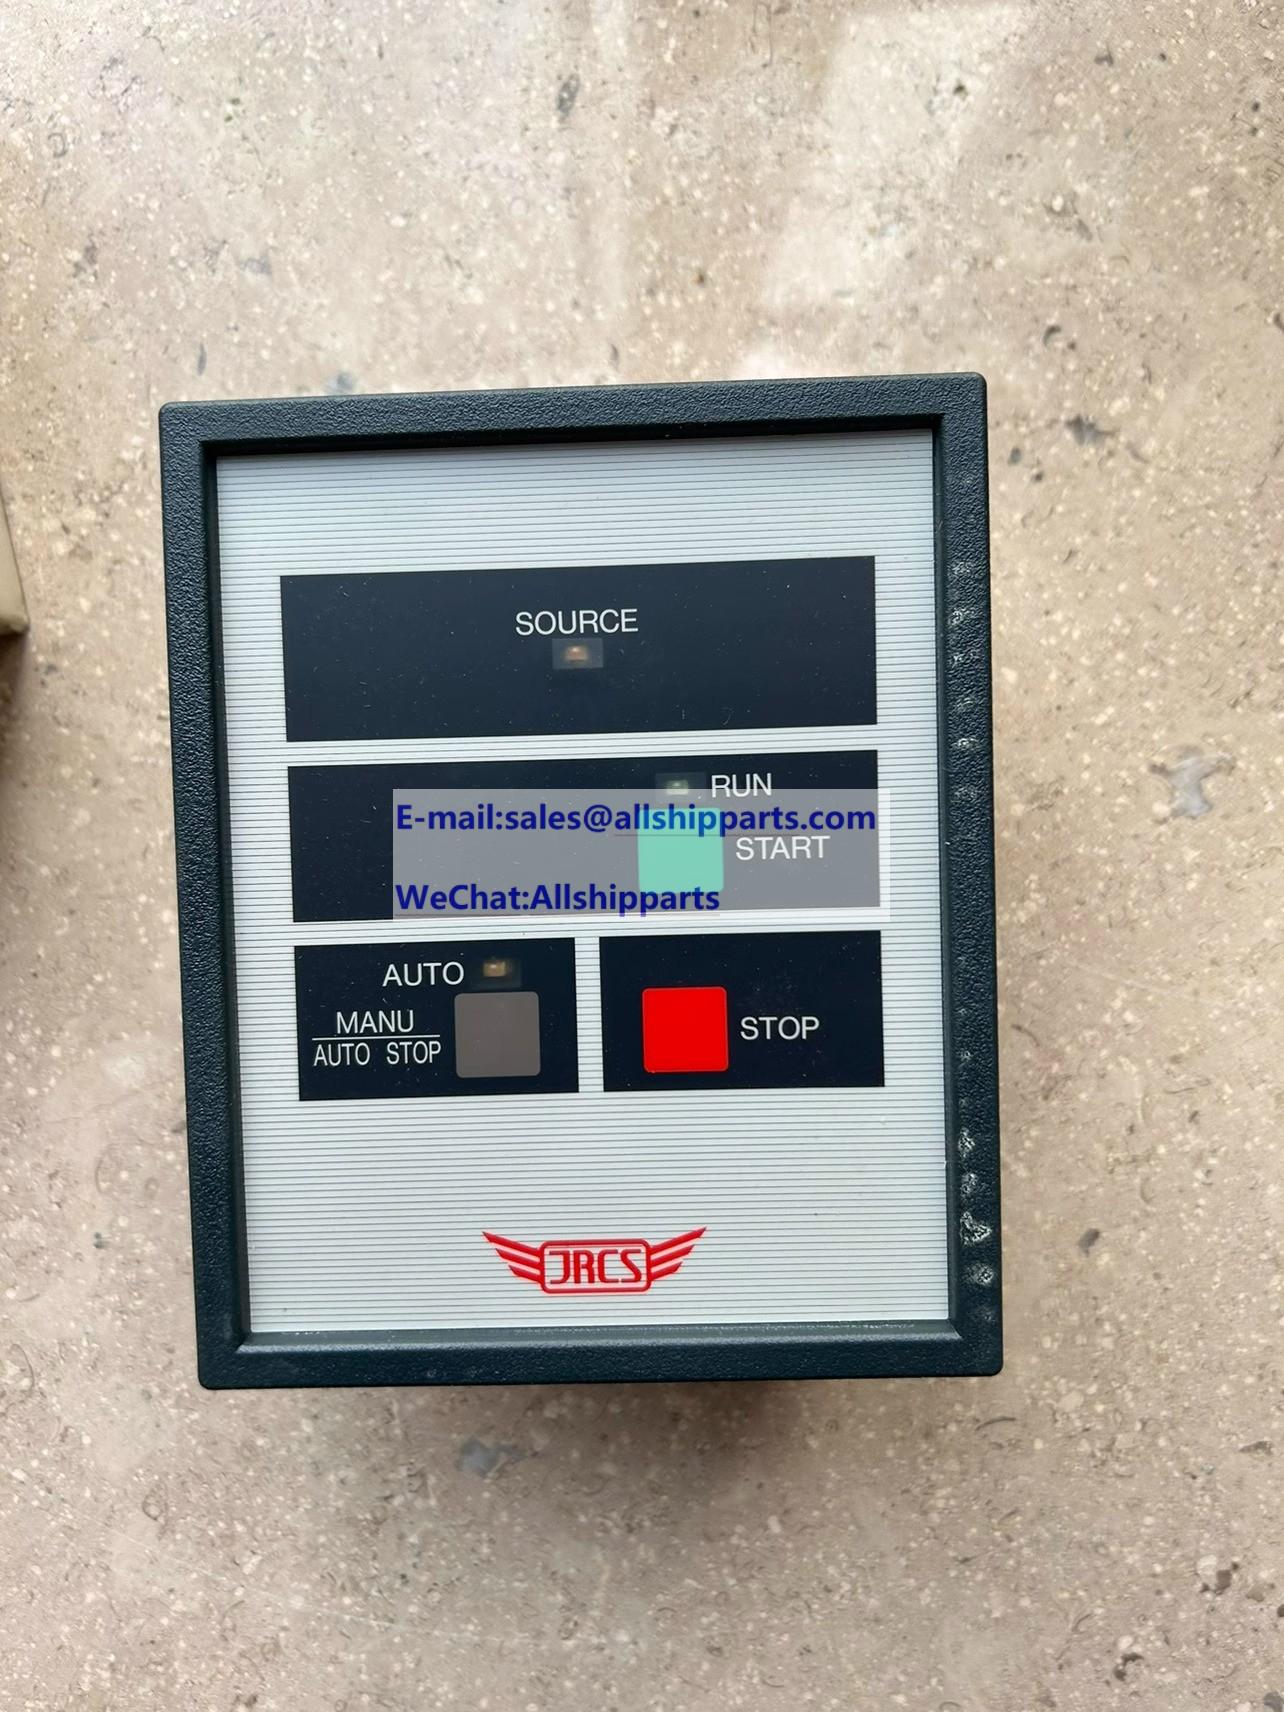 SOURCE
RUN
E-mail:sales@allshipparts.com
START
WeChat:Allshipparts
AUTO
MANU
AUTO STOP
STOP
JRCS